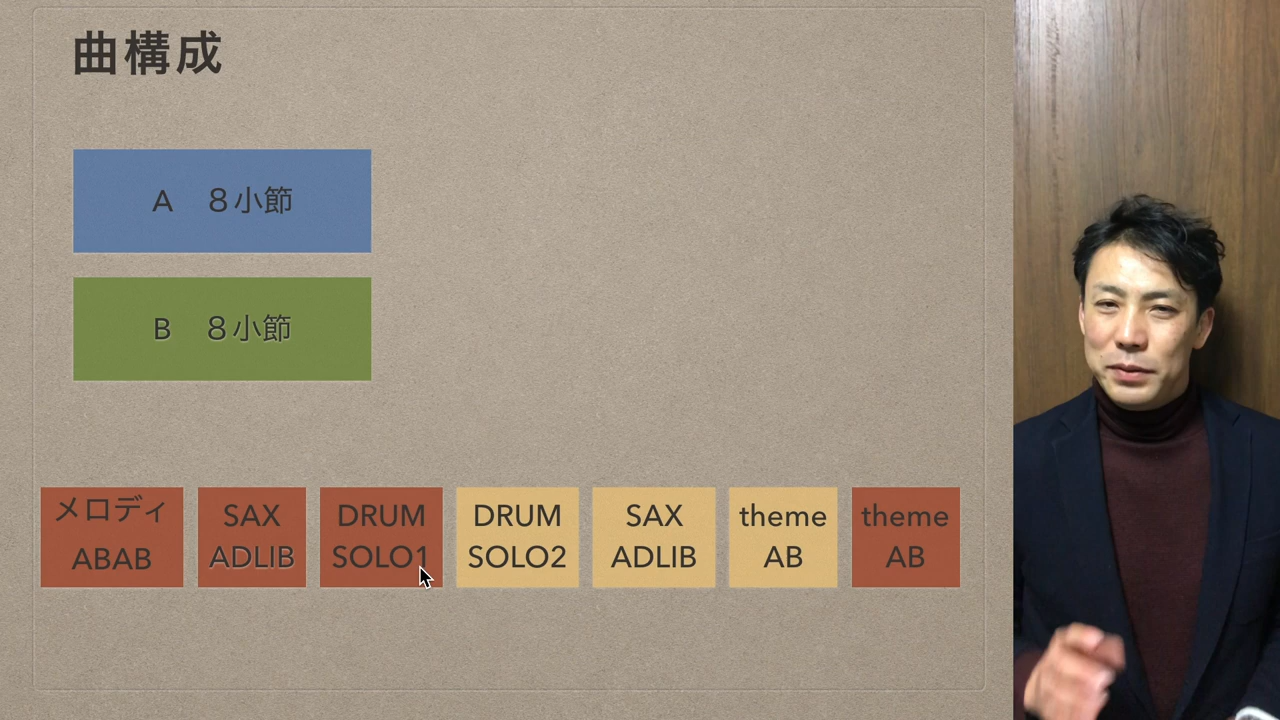 曲構成
A　８小節
B　８小節
メロディ
ABAB
SAX
ADLIB
DRUM
SOLO1
DRUM
SOLO2
SAX
ADLIB
theme
AB
theme
AB